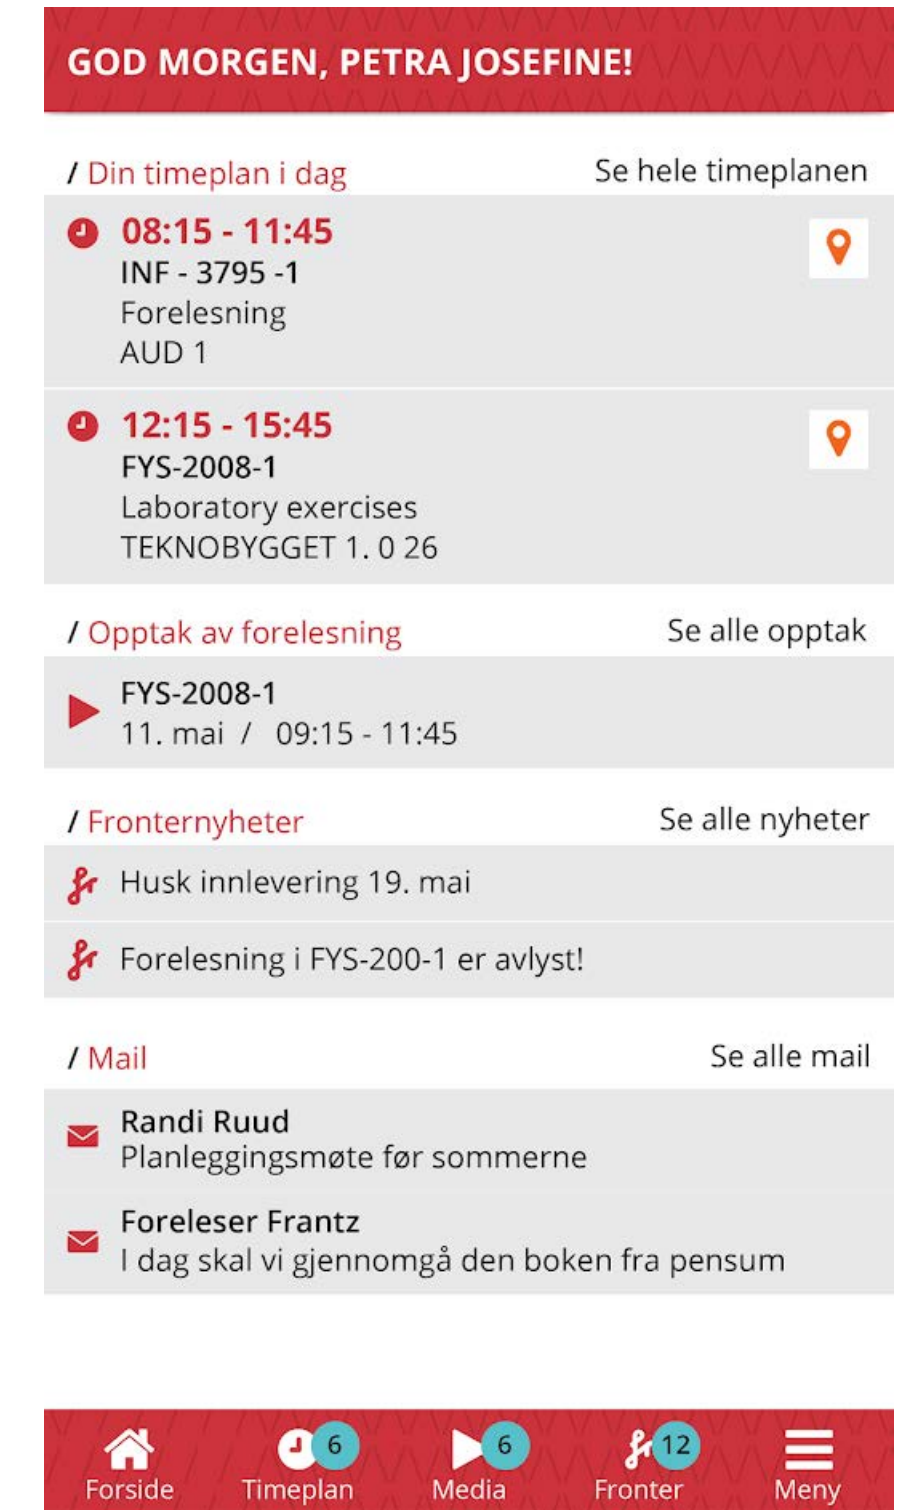 GOD MORGEN, PETRA JOSEFINE!
/ Din timeplan i dag
Se hele timeplanen
08:15 - 11:45
INF - 3795 -1
Forelesning
AUD 1
12:15 - 15:45
FYS-2008-1
Laboratory exercises
TEKNOBYGGET 1. 0 26
/ Opptak av forelesning
Se alle opptak
FYS-2008-1
11. mai / 09:15 - 11:45
/ Fronternyheter
Se alle nyheter
fr Husk innlevering 19. mai
fr Forelesning i FYS-200-1 er avlyst!
/ Mail
Se alle mail
Randi Ruud
Planleggingsmøte før sommerne
Foreleser Frantz
I dag skal vi gjennomgå den boken fra pensum
6
6
fr 12
Forside
Timeplan
Media
Fronter
Meny